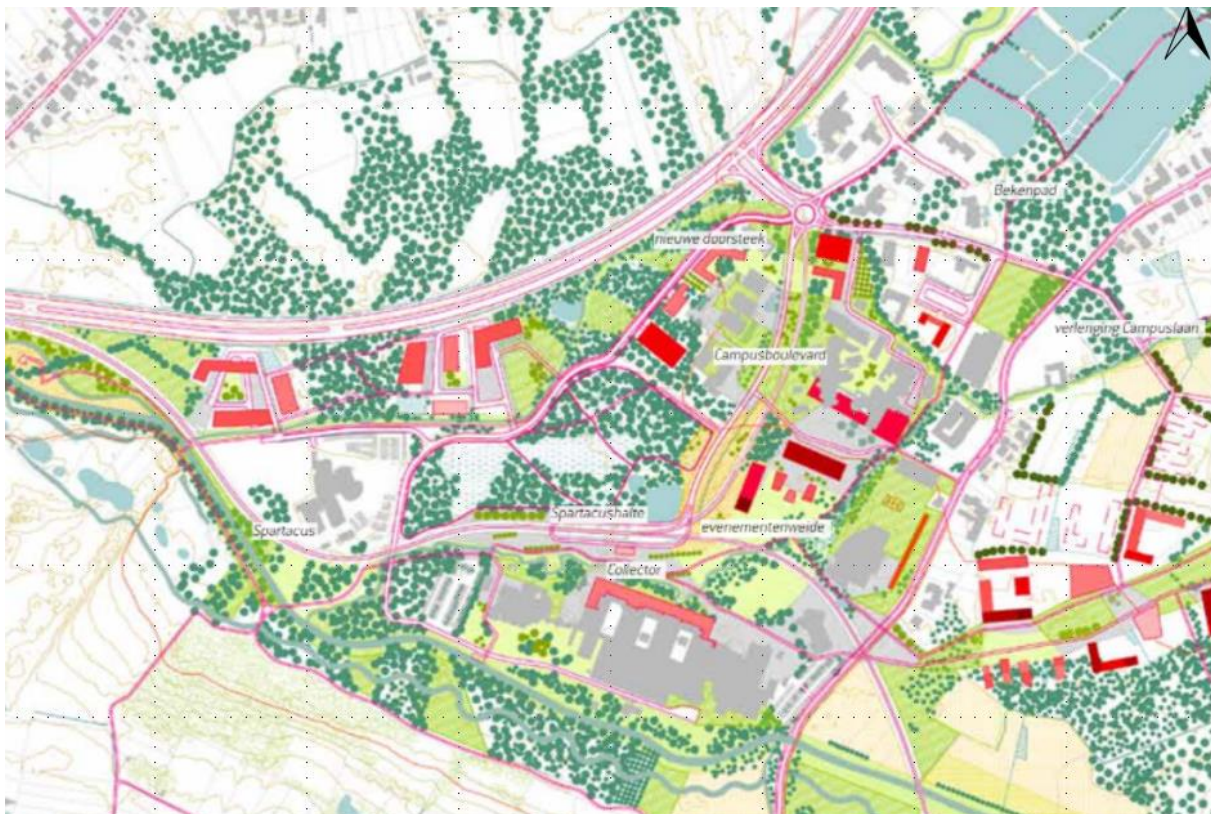 Bekenpad
nieuwe doorsteek
verlenging Campuslaan
Campusboulevard
Spartacushalte
Spartacus
evenementenweide
Collector